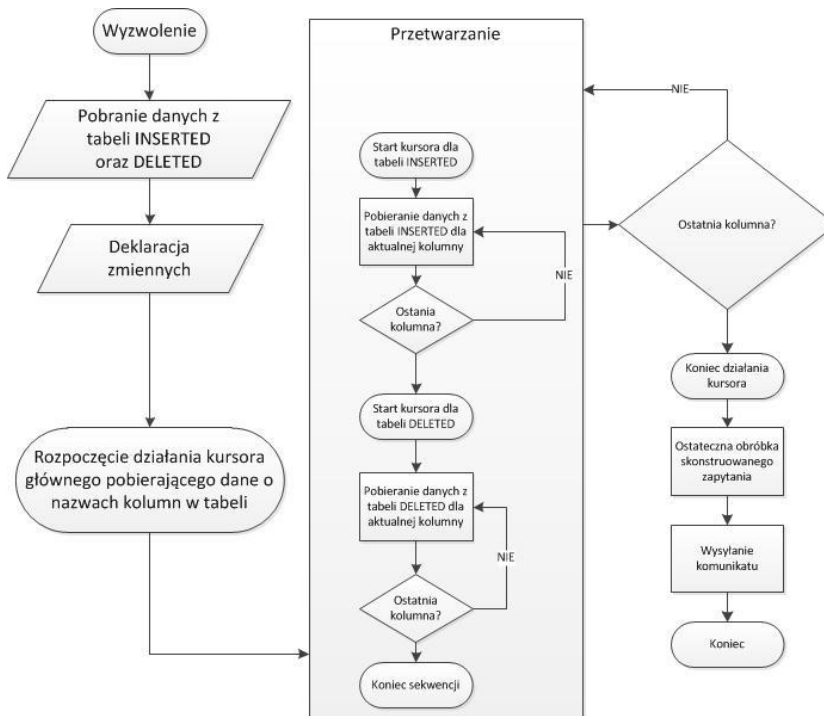 Wyzwolenie
Pobranie danych z
tabeli INSERTED
oraz DELETED
Deklaracja
zmiennych
Rozpoczęcie działania kursora
głównego pobierającego dane o
nazwach kolumn w tabeli
Przetwarzanie
Start kursora dla
tabeli INSERTED
Pobieranie danych z
tabeli INSERTED dla
aktualnej kolumny
NIE
Ostania
kolumna?
Start kursora dla
tabeli DELETED
Pobieranie danych z
tabeli DELETED dla
aktualnej kolumny
NIE
Ostatnia
kolumna?
Koniec sekwencji
NIE
Ostatnia kolumna?
Koniec działania
kursora
Ostateczna obróbka
skonstruowanego
zapytania
Wysyłanie
komunikatu
Koniec